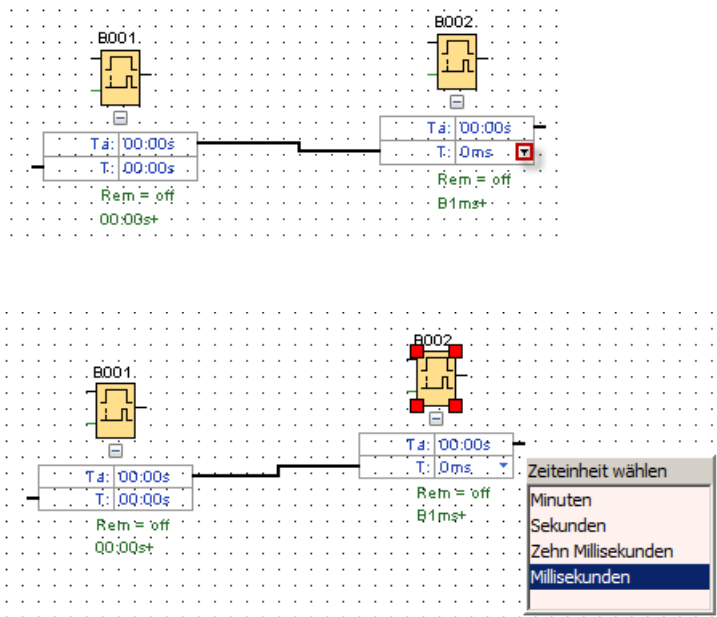 B001
B002
Ta: 00:00s
T: 00:00s
Rem = off
00:00s+
Ta: 00:00s
T: 0ms
Rem = off
B1ms+
B001
B002
Ta: 00:00s
T: 00:00s
Rem = off
00:00s+
Ta: 00:00s
T: 0ms
Rem = off
B1ms+
Zeiteinheit wählen
Minuten
Sekunden
Zehn Millisekunden
Millisekunden